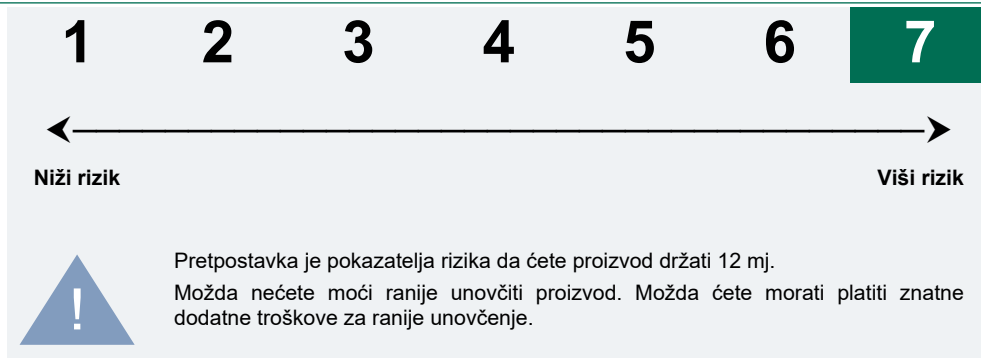 1 2 3 4 5 6 7
Niži rizik Viši rizik
! Pretpostavka je pokazatelja rizika da ćete proizvod držati 12 mj.
Možda nećete moći ranije unovčiti proizvod. Možda ćete morati platiti znatne
dodatne troškove za ranije unovčenje.